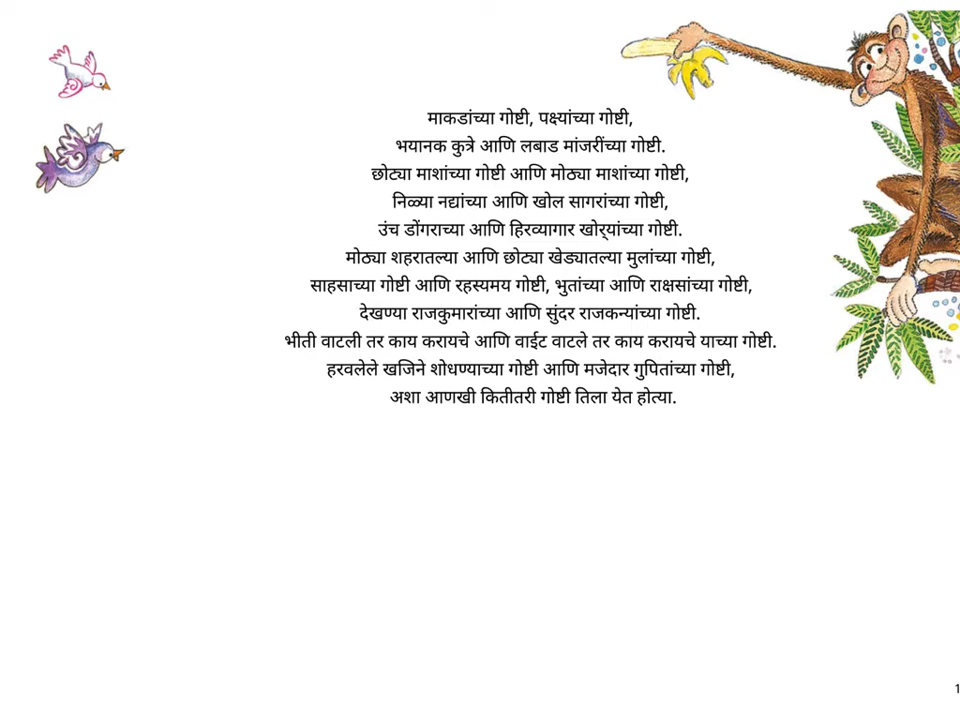 माकडांच्या गोष्टी, पक्ष्यांच्या गोष्टी,
भयानक कुत्रे आणि लबाड मांजरींच्या गोष्टी.
छोट्या माशांच्या गोष्टी आणि मोठ्या माशांच्या गोष्टी,
निळ्या नद्यांच्या आणि खोल सागरांच्या गोष्टी,
उंच डोंगराच्या आणि हिरव्यागार खोऱ्यांच्या गोष्टी.
मोठ्या शहरातल्या आणि छोट्या खेड्यातल्या मुलांच्या गोष्टी,
साहसाच्या गोष्टी आणि रहस्यमय गोष्टी, भुतांच्या आणि राक्षसांच्या गोष्टी,
देखण्या राजकुमारांच्या आणि सुंदर राजकन्यांच्या गोष्टी.
भीती वाटली तर काय करायचे आणि वाईट वाटले तर काय करायचे याच्या गोष्टी.
हरवलेले खजिने शोधण्याच्या गोष्टी आणि मजेदार गुपितांच्या गोष्टी,
अशा आणखी कितीतरी गोष्टी तिला येत होत्या.
1